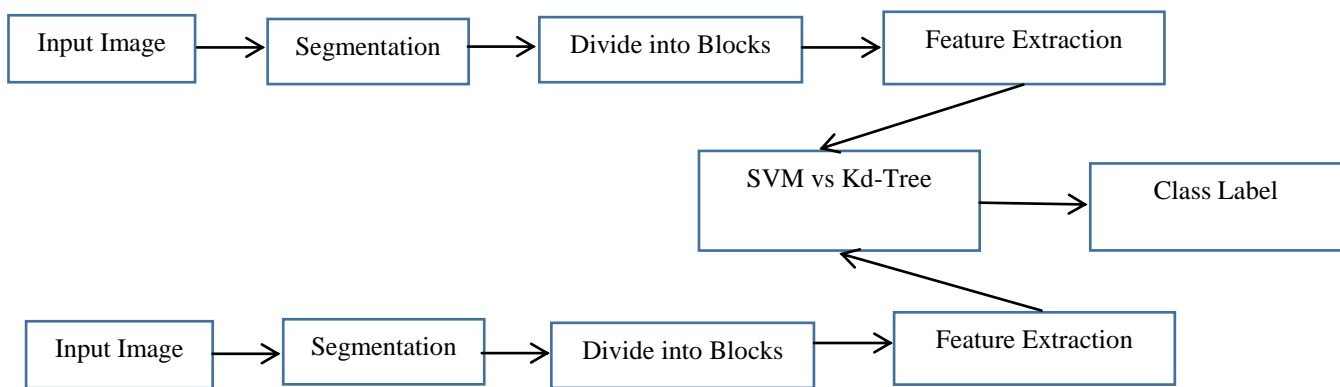 Input Image
Segmentation
Divide into Blocks
Feature Extraction
SVM vs Kd-Tree
Class Label
Input Image
Segmentation
Divide into Blocks
Feature Extraction